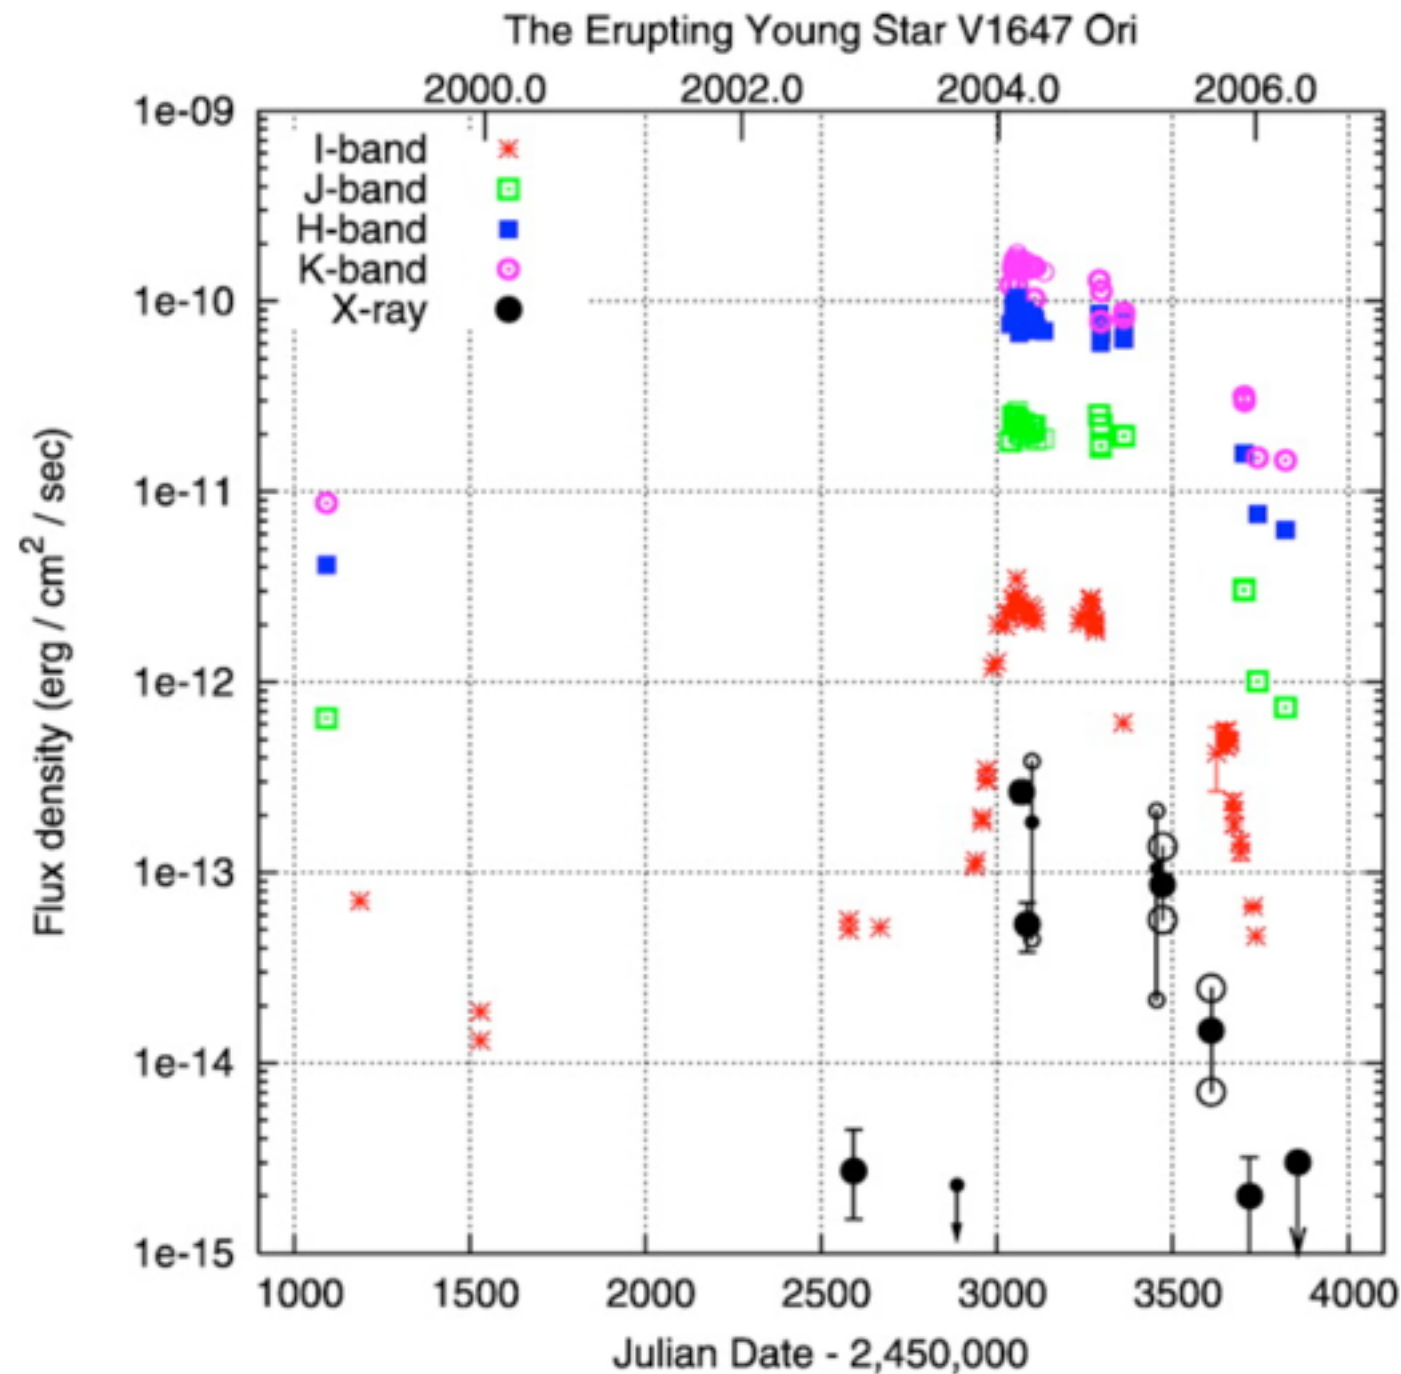 The Erupting Young Star V1647 Ori
2000.0 2002.0 2004.0 2006.0
1e-09
I-band
J-band
H-band
K-band
X-ray
1e-10
1e-11
1e-12
1e-13
1e-14
1e-15
Flux density (erg / cm² / sec)
1000 1500 2000 2500 3000 3500 4000
Julian Date - 2,450,000